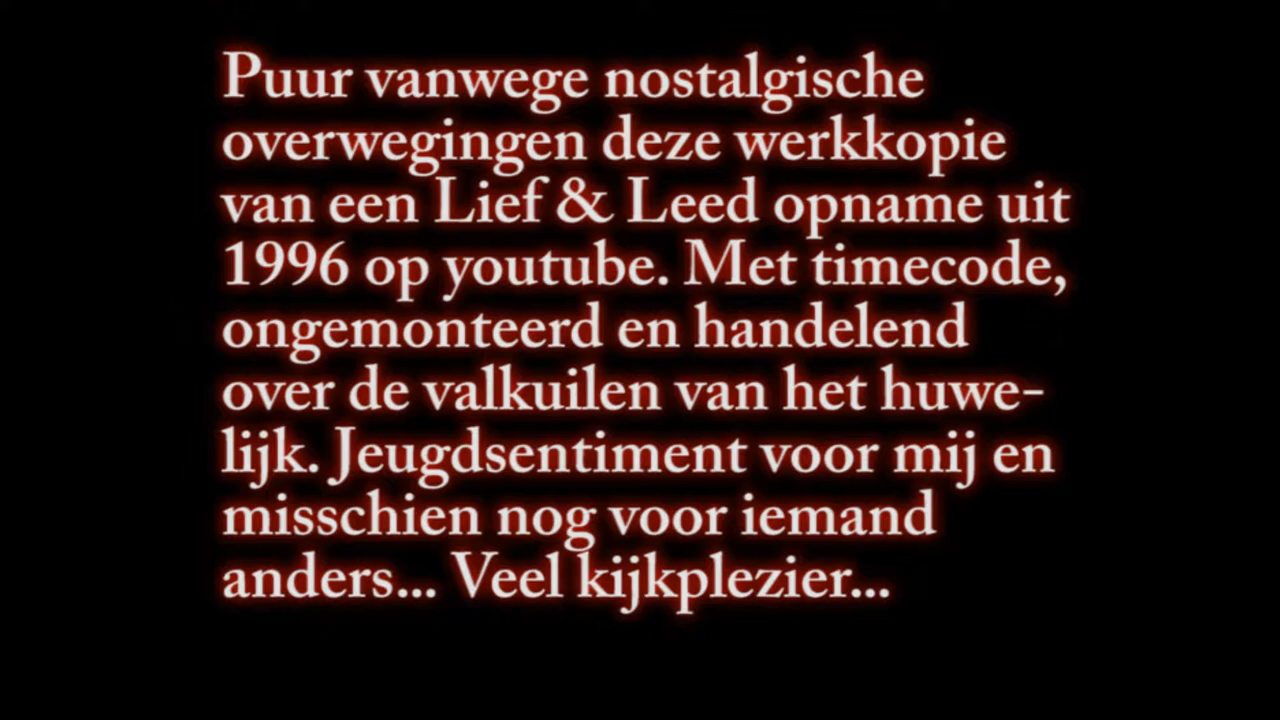 Puur vanwege nostalgische
overwegingen deze werkkopie
van een Lief & Leed opname uit
1996 op youtube. Met timecode,
ongemonteerd en handelend
over de valkuilen van het huwe-
lijk. Jeugdsentiment voor mij en
misschien nog voor iemand
anders... Veel kijkplezier...